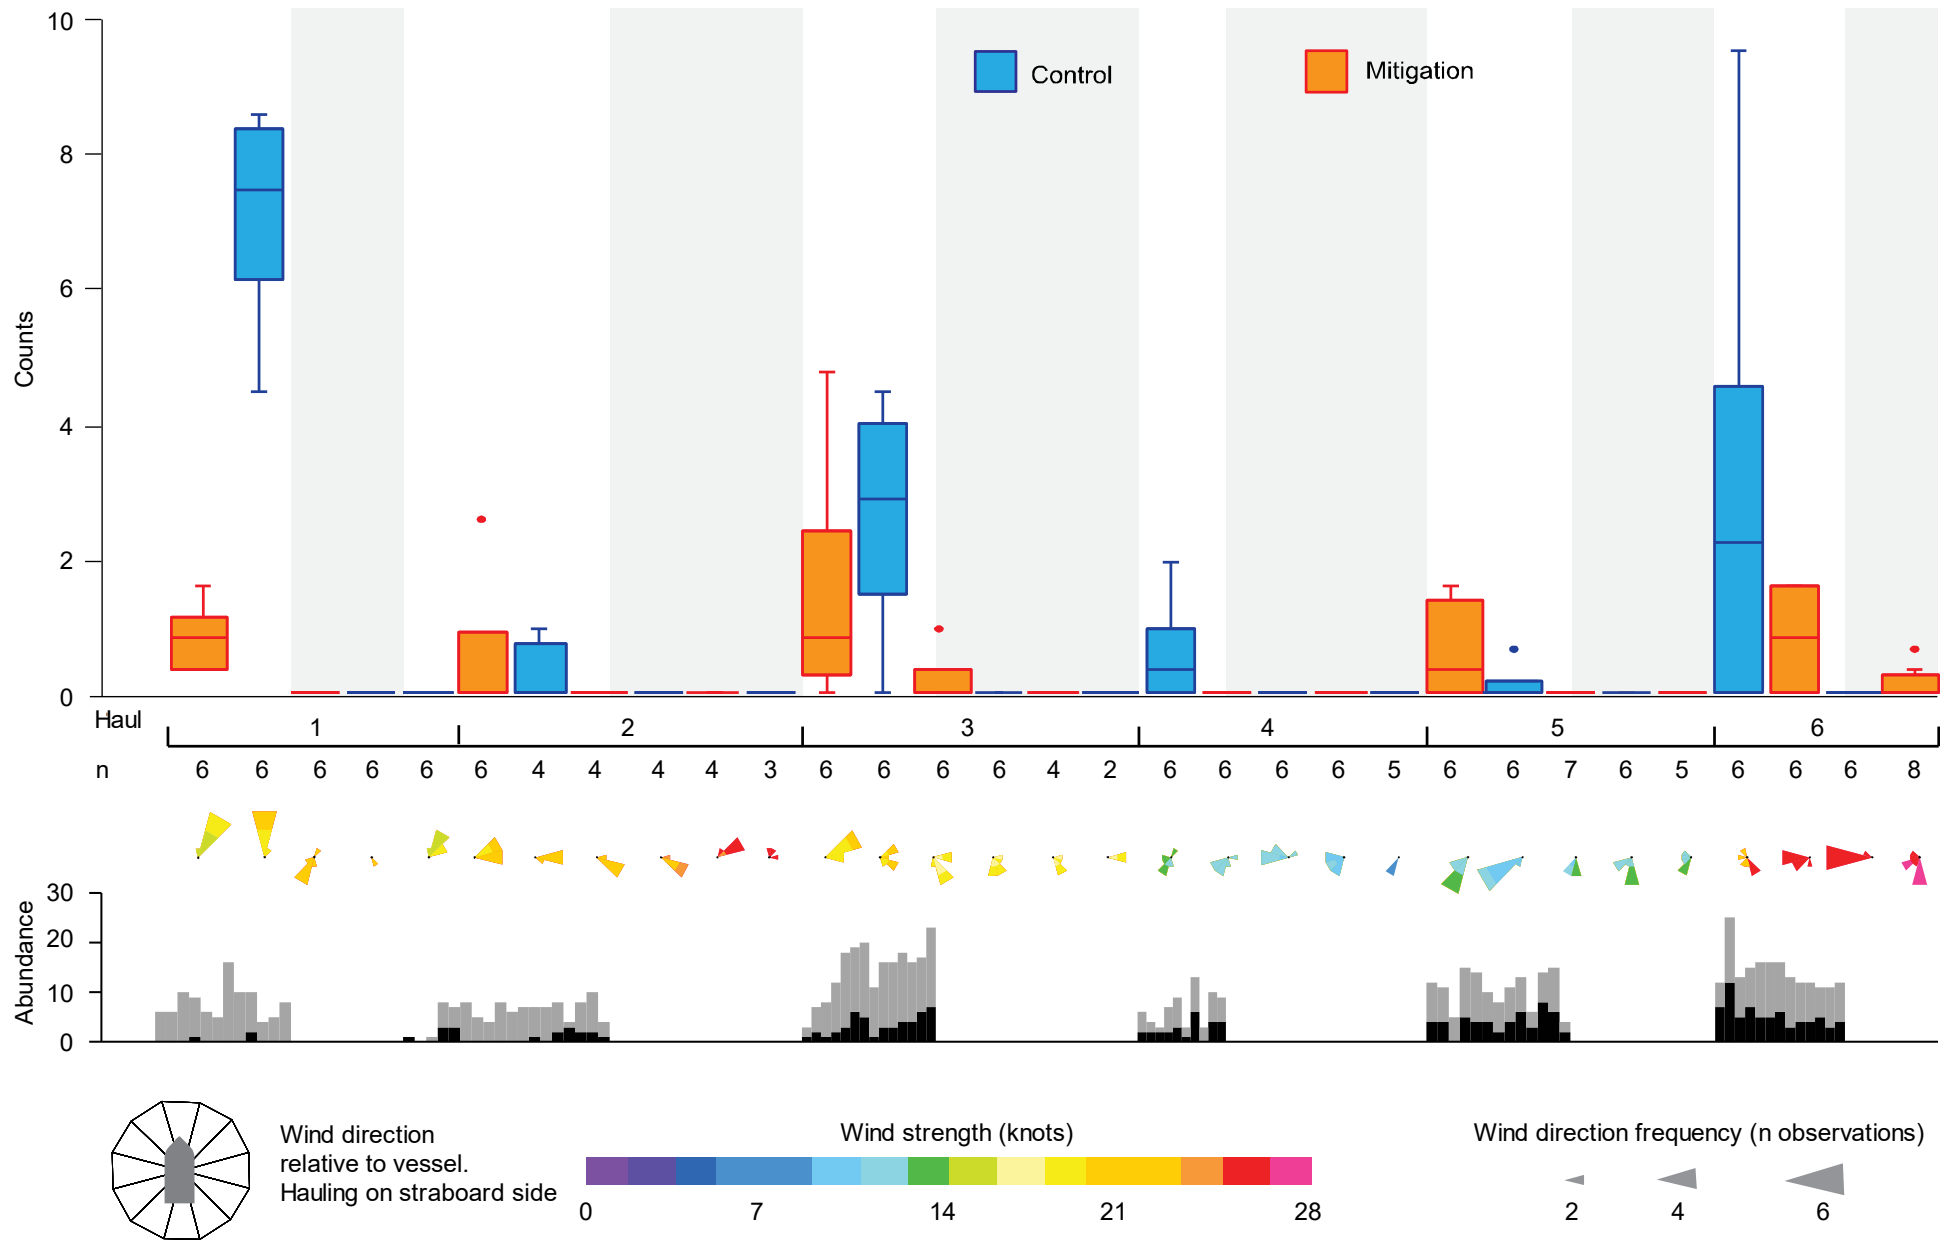 10
Control
Mitigation
8
6
Counts
4
2
0
Haul 1 2 3 4 5 6
n 6 6 6 6 6 6 4 4 4 4 3 6 6 6 6 4 2 6 6 6 6 5 6 6 7 6 5 6 6 6 8
30
20
Abundance
10
0
Wind direction
relative to vessel.
Hauling on straboard side
Wind strength (knots)
0 7 14 21 28
Wind direction frequency (n observations)
2 4 6